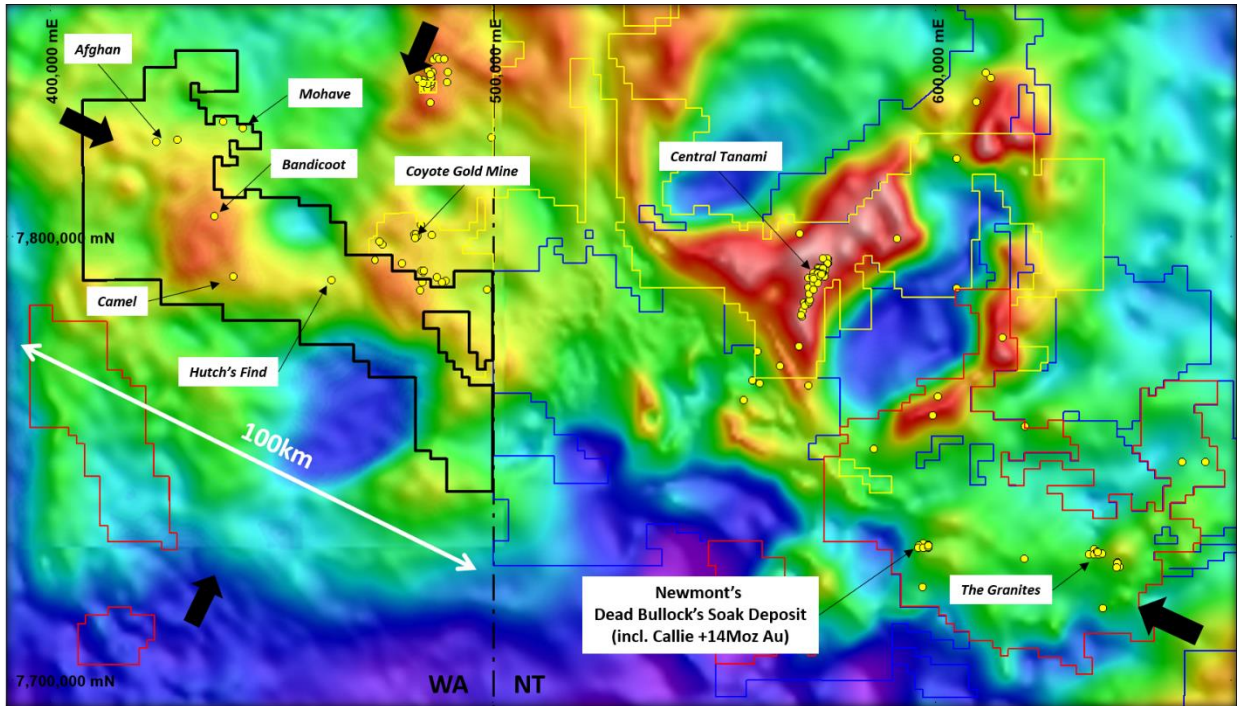 400,000 mE
500,000 mE
600,000 mE
Afghan
Mohave
Bandicoot
Coyote Gold Mine
Central Tanami
7,800,000 mN
Camel
Hutch's Find
100km
Newmont's
Dead Bullock's Soak Deposit
(incl. Callie +14Moz Au)
The Granites
7,700,000 mN
WA
NT